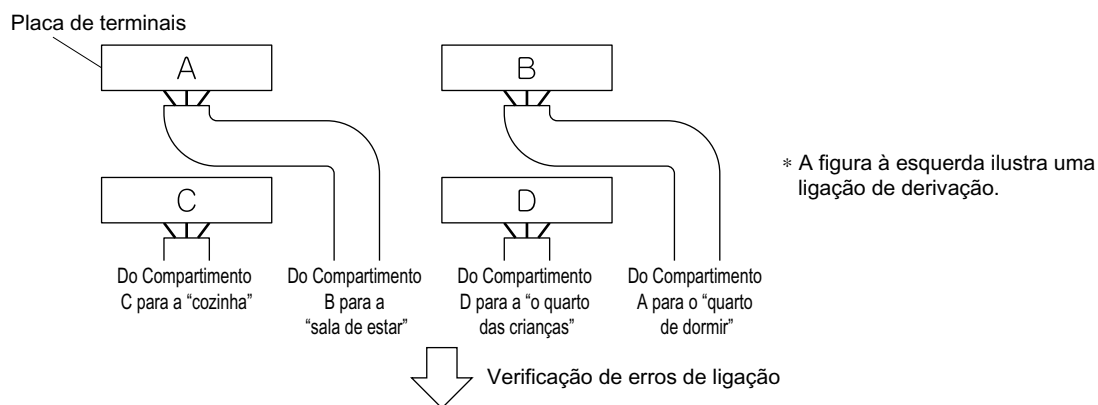 Placa de terminais
A
B
* A figura à esquerda ilustra uma
ligação de derivação.
C
D
Do Compartimento
C para a “cozinha”
Do Compartimento
B para a
“sala de estar”
Do Compartimento
D para a “o quarto
das crianças”
Do Compartimento
A para o “quarto
de dormir”
Verificação de erros de ligação